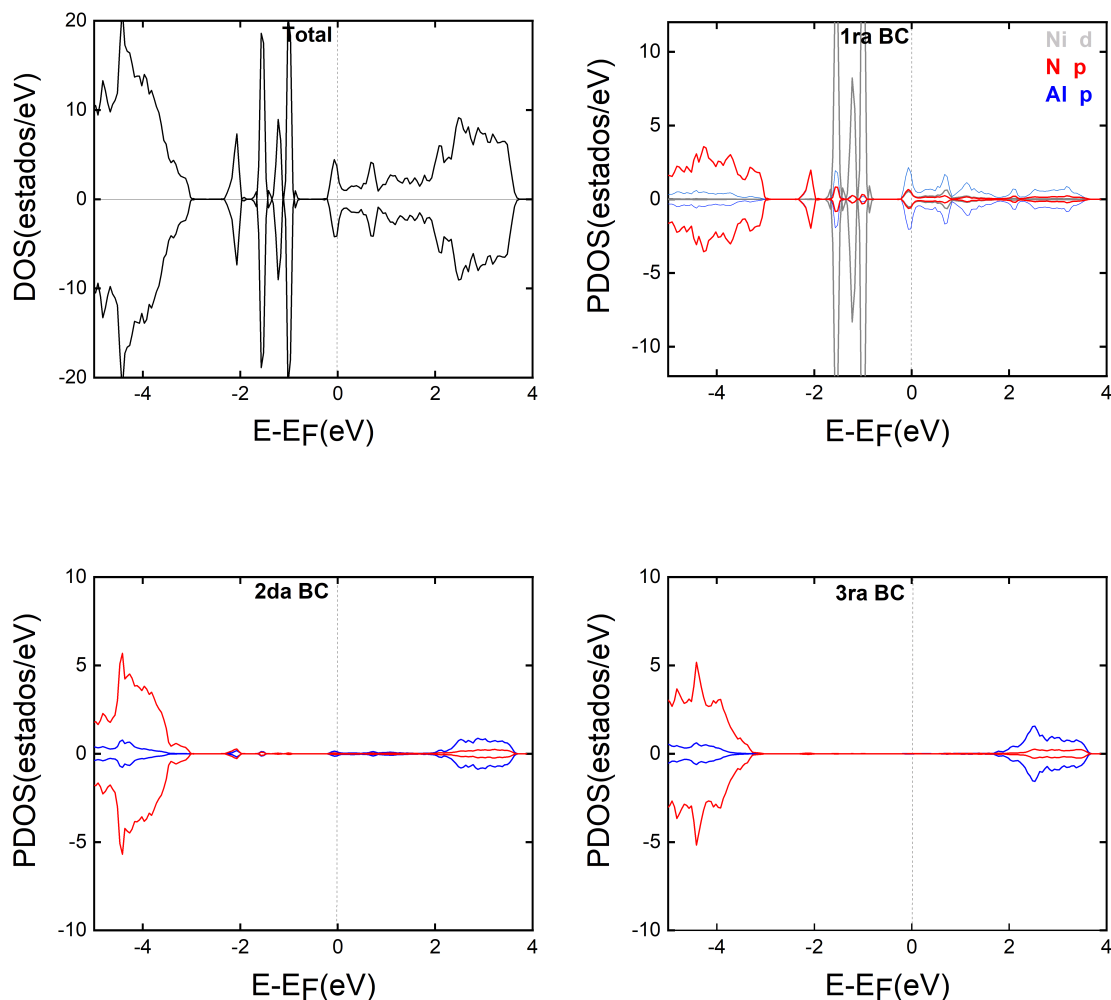 Total
20
10
0
-10
-20
DOS(estados/eV)
-4
-2
0
2
4
E-EF(eV)
1ra BC
Ni d
N p
Al p
10
5
0
-5
-10
PDOS(estados/eV)
-4
-2
0
2
4
E-EF(eV)
2da BC
10
5
0
-5
-10
PDOS(estados/eV)
-4
-2
0
2
4
E-EF(eV)
3ra BC
10
5
0
-5
-10
PDOS(estados/eV)
-4
-2
0
2
4
E-EF(eV)